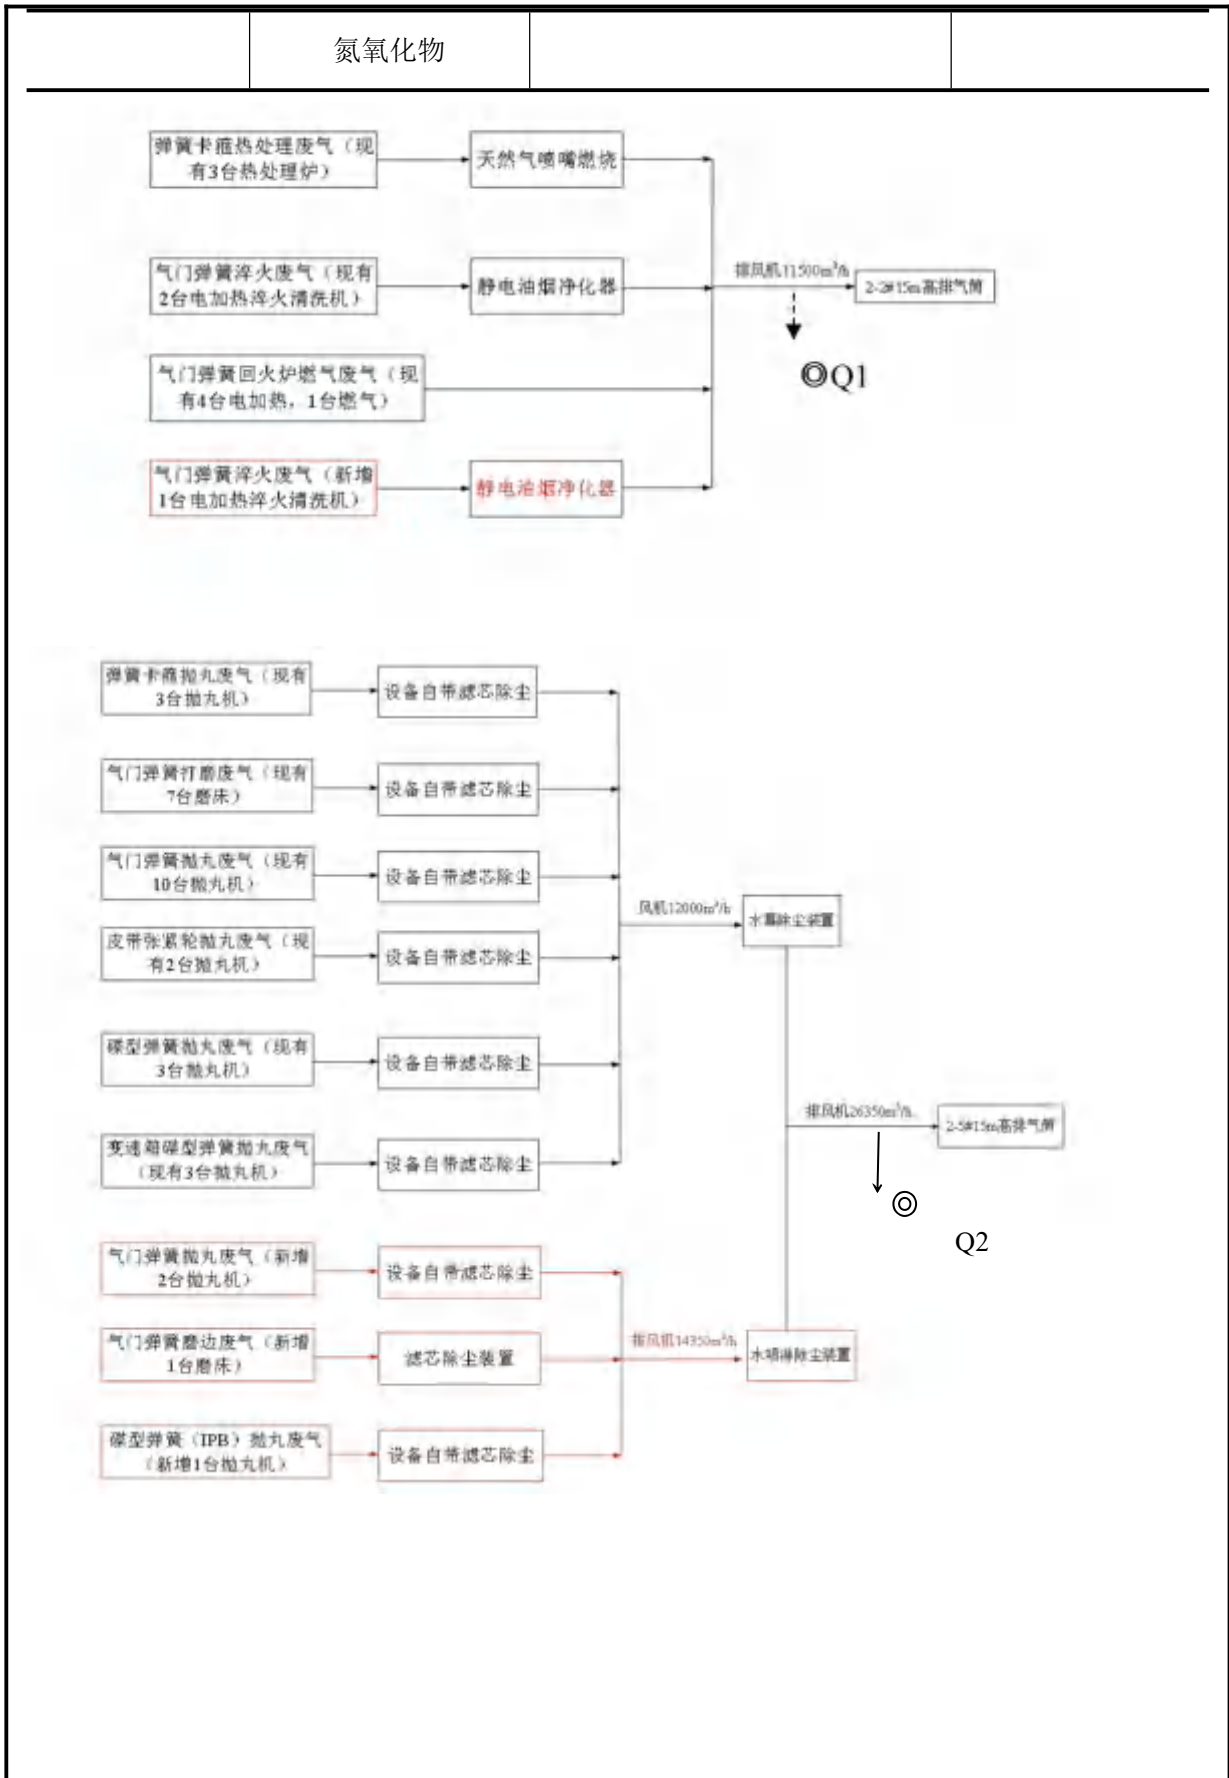 氮氧化物
弹簧卡箍热处理废气（现
有3台热处理炉）
天然气喷嘴燃烧
气门弹簧淬火废气（现有
2台电加热淬火清洗机）
静电油烟净化器
排风机11500m³/h
2-2#15m高排气筒
◎Q1
气门弹簧回火炉燃气废气（现
有4台电加热，1台燃气）
气门弹簧淬火废气（新增
1台电加热淬火清洗机）
静电油烟净化器
弹簧卡箍抛丸废气（现有
3台抛丸机）
设备自带滤芯除尘
气门弹簧打磨废气（现有
7台磨床）
设备自带滤芯除尘
气门弹簧抛丸废气（现有
10台抛丸机）
设备自带滤芯除尘
风机12000m³/h
水幕除尘装置
皮带张紧轮抛丸废气（现
有2台抛丸机）
设备自带滤芯除尘
碟型弹簧抛丸废气（现有
3台抛丸机）
设备自带滤芯除尘
排风机26350m³/h
2-5#15m高排气筒
变速箱碟型弹簧抛丸废气
（现有3台抛丸机）
设备自带滤芯除尘
◎
Q2
气门弹簧抛丸废气（新增
2台抛丸机）
设备自带滤芯除尘
气门弹簧磨边废气（新增
1台磨床）
滤芯除尘装置
排风机14350m³/h
水喷淋除尘装置
碟型弹簧（IPB）抛丸废气
（新增1台抛丸机）
设备自带滤芯除尘